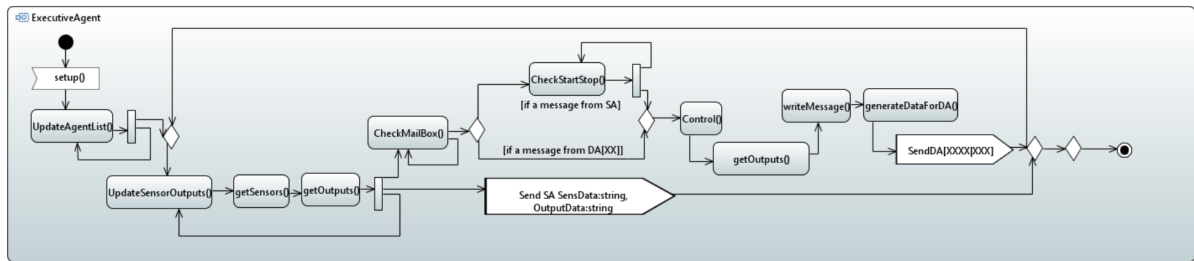 ExecutiveAgent
setup()
UpdateAgentList()
CheckMailBox()
CheckStartStop()
[if a message from SA]
[if a message from DA[XX]]
Control()
getOutputs()
writeMessage()
generateDataForDA()
SendDA[XXXX|XXX]
UpdateSensorOutputs()
getSensors()
getOutputs()
Send SA SensData:string,
OutputData:string